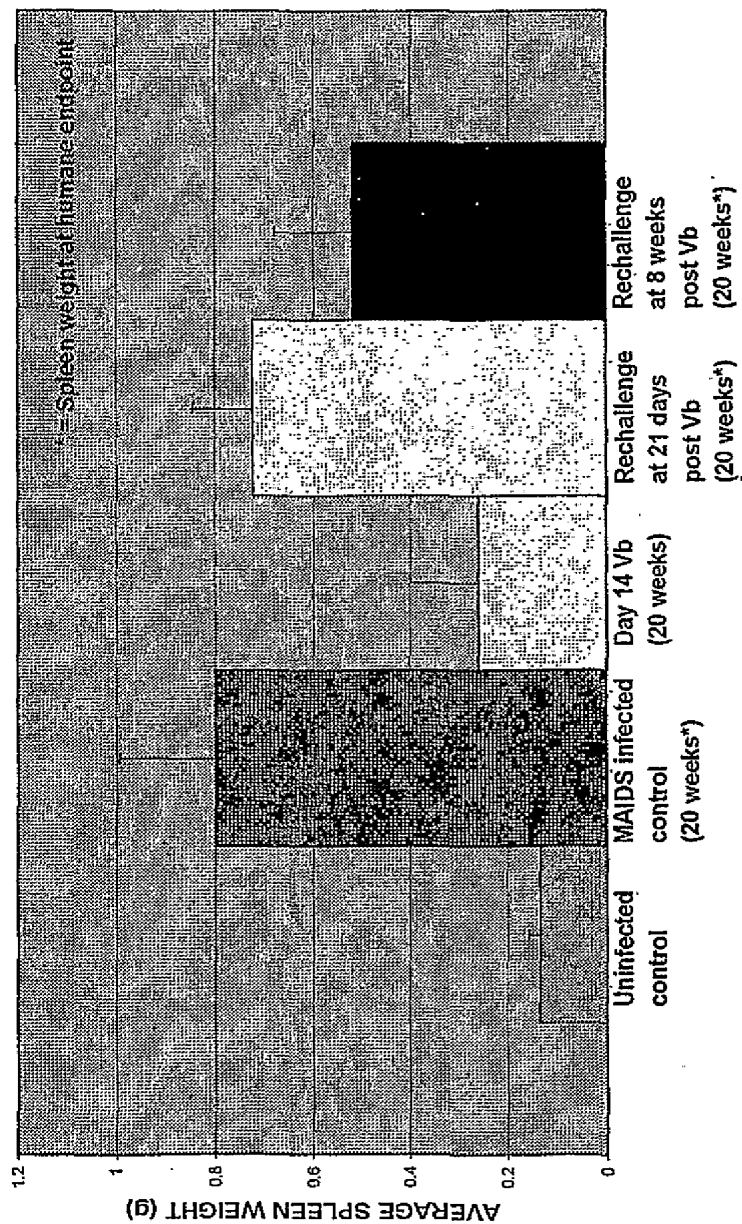 * = Spleen weight at humane endpoint
AVERAGE SPLEEN WEIGHT (g)
1.2
1
0.8
0.6
0.4
0.2
0
Uninfected
control
MAIDS infected
control
(20 weeks*)
Day 14 Vb
(20 weeks)
Rechallenge
at 21 days
post Vb
(20 weeks*)
Rechallenge
at 8 weeks
post Vb
(20 weeks*)